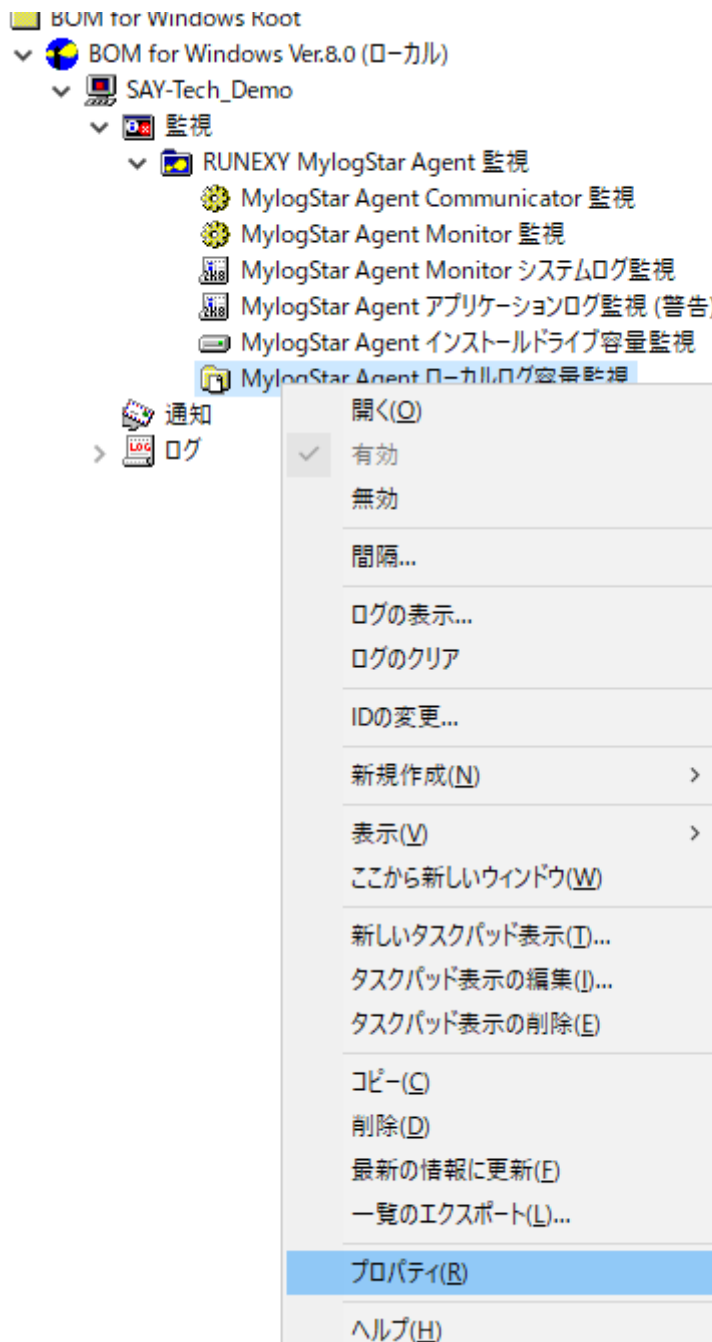 BOM for Windows Root
BOM for Windows Ver.8.0 (ローカル)
SAY-Tech_Demo
監視
RUNEXY MylogStar Agent 監視
MylogStar Agent Communicator 監視
MylogStar Agent Monitor 監視
MylogStar Agent Monitor システムログ監視
MylogStar Agent アプリケーションログ監視 (警告)
MylogStar Agent インストールドライブ容量監視
MylogStar Agent ローカルログ容量監視
通知
ログ
開く(O)
有効
無効
間隔...
ログの表示...
ログのクリア
IDの変更...
新規作成(N)
表示(V)
ここから新しいウィンドウ(W)
新しいタスクパッド表示(T)...
タスクパッド表示の編集(I)...
タスクパッド表示の削除(E)
コピー(C)
削除(D)
最新の情報に更新(F)
一覧のエクスポート(L)...
プロパティ(R)
ヘルプ(H)